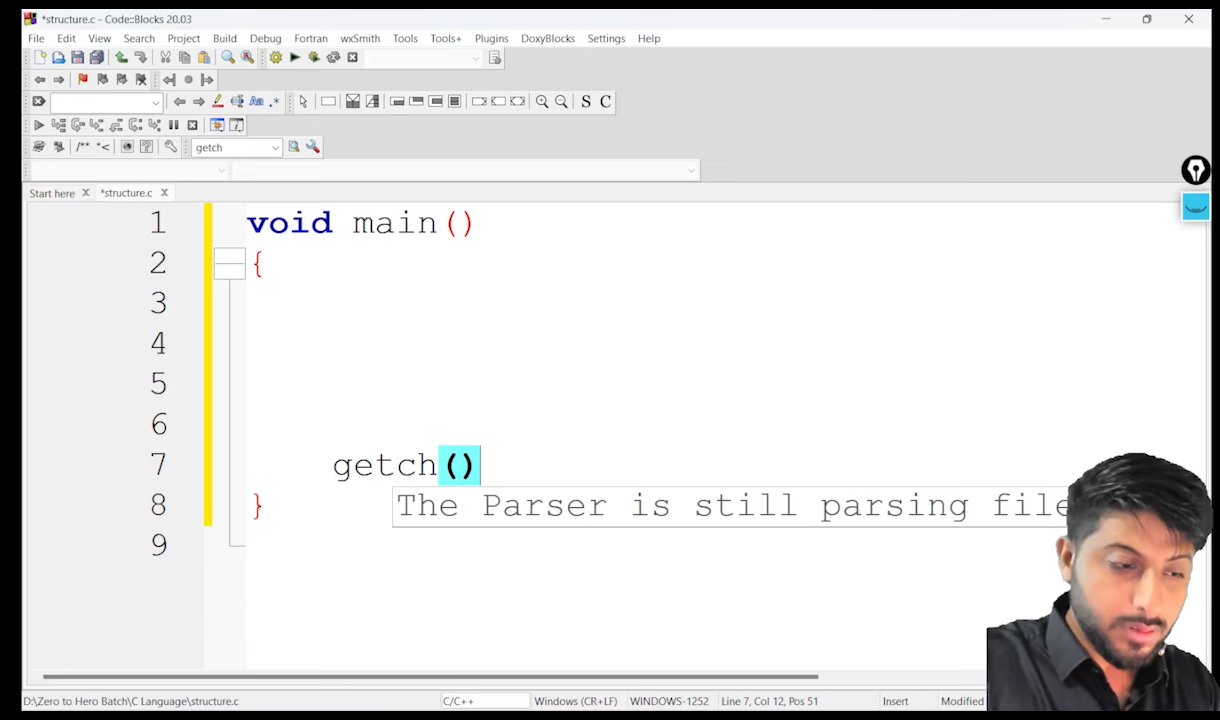 *structure.c - Code::Blocks 20.03
File Edit View Search Project Build Debug Fortran wxSmith Tools Tools+ Plugins DoxyBlocks Settings Help
S C
/** *< getch
Start here *structure.c
1 void main()
2 {
3
4
5
6
7 getch()
The Parser is still parsing file
8 }
9
D:\Zero to Hero Batch\C Language\structure.c C/C++ Windows (CR+LF) WINDOWS-1252 Line 7, Col 12, Pos 51 Insert Modified